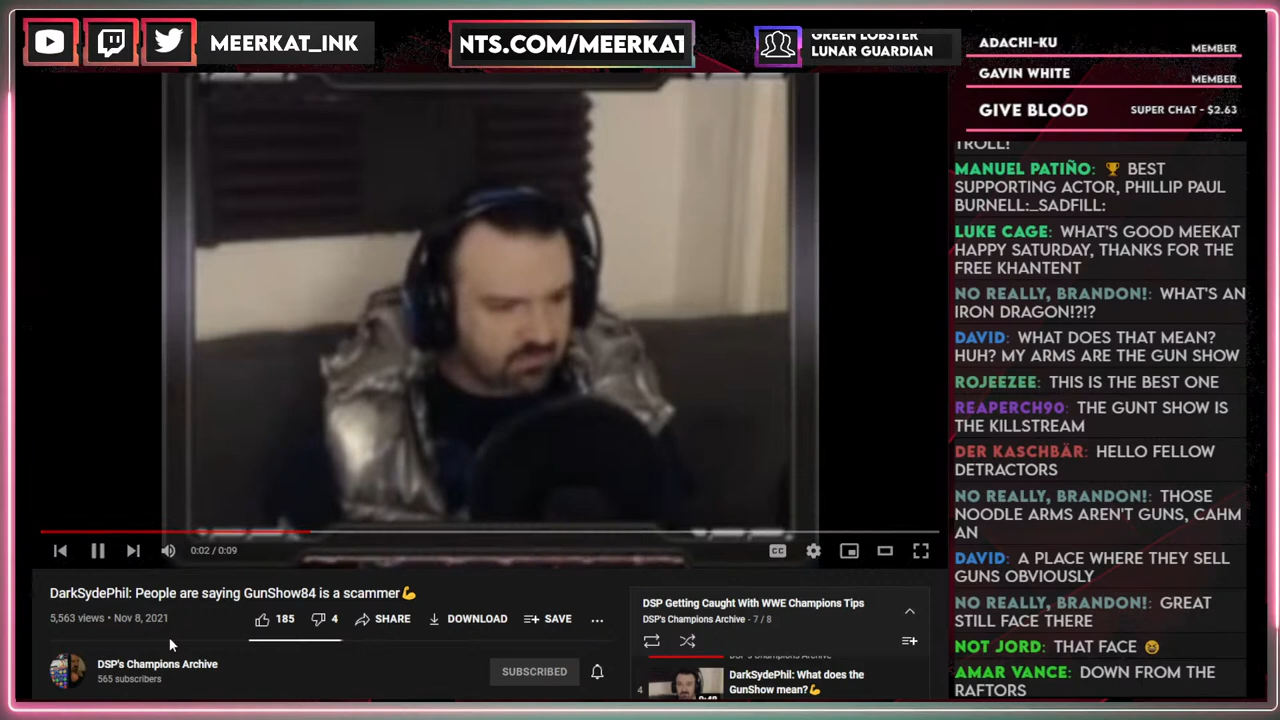 MEERKAT_INK
NTS.COM/MEERKAT
GREEN LOBSTER
LUNAR GUARDIAN
ADACHI-KU MEMBER
GAVIN WHITE MEMBER
GIVE BLOOD SUPER CHAT - $2.63
TROLL!
MANUEL PATIÑO: 🏆 BEST
SUPPORTING ACTOR, PHILLIP PAUL
BURNELL:_SADFILL:
LUKE CAGE: WHAT'S GOOD MEEKAT
HAPPY SATURDAY, THANKS FOR THE
FREE KHANTENT
NO REALLY, BRANDON!: WHAT'S AN
IRON DRAGON!?!?
DAVID: WHAT DOES THAT MEAN?
HUH? MY ARMS ARE THE GUN SHOW
ROJEEZEE: THIS IS THE BEST ONE
REAPERCH90: THE GUNT SHOW IS
THE KILLSTREAM
DER KASCHBÄR: HELLO FELLOW
DETRACTORS
NO REALLY, BRANDON!: THOSE
NOODLE ARMS AREN'T GUNS, CAHM
AN
DAVID: A PLACE WHERE THEY SELL
GUNS OBVIOUSLY
NO REALLY, BRANDON!: GREAT
STILL FACE THERE
NOT JORD: THAT FACE 😆
AMAR VANCE: DOWN FROM THE
RAFTORS
0:02 / 0:09
CC
DarkSydePhil: People are saying GunShow84 is a scammer💪
5,563 views • Nov 8, 2021
185 4 SHARE DOWNLOAD SAVE ...
DSP's Champions Archive
565 subscribers
SUBSCRIBED
DSP Getting Caught With WWE Champions Tips
DSP's Champions Archive - 7 / 8
DSP's Champions Archive
4
DarkSydePhil: What does the
GunShow mean?💪